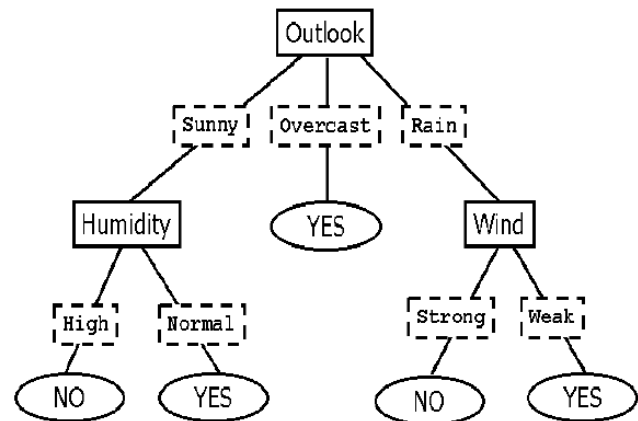 Outlook
Sunny
Overcast
Rain
Humidity
YES
Wind
High
Normal
Strong
Weak
NO
YES
NO
YES